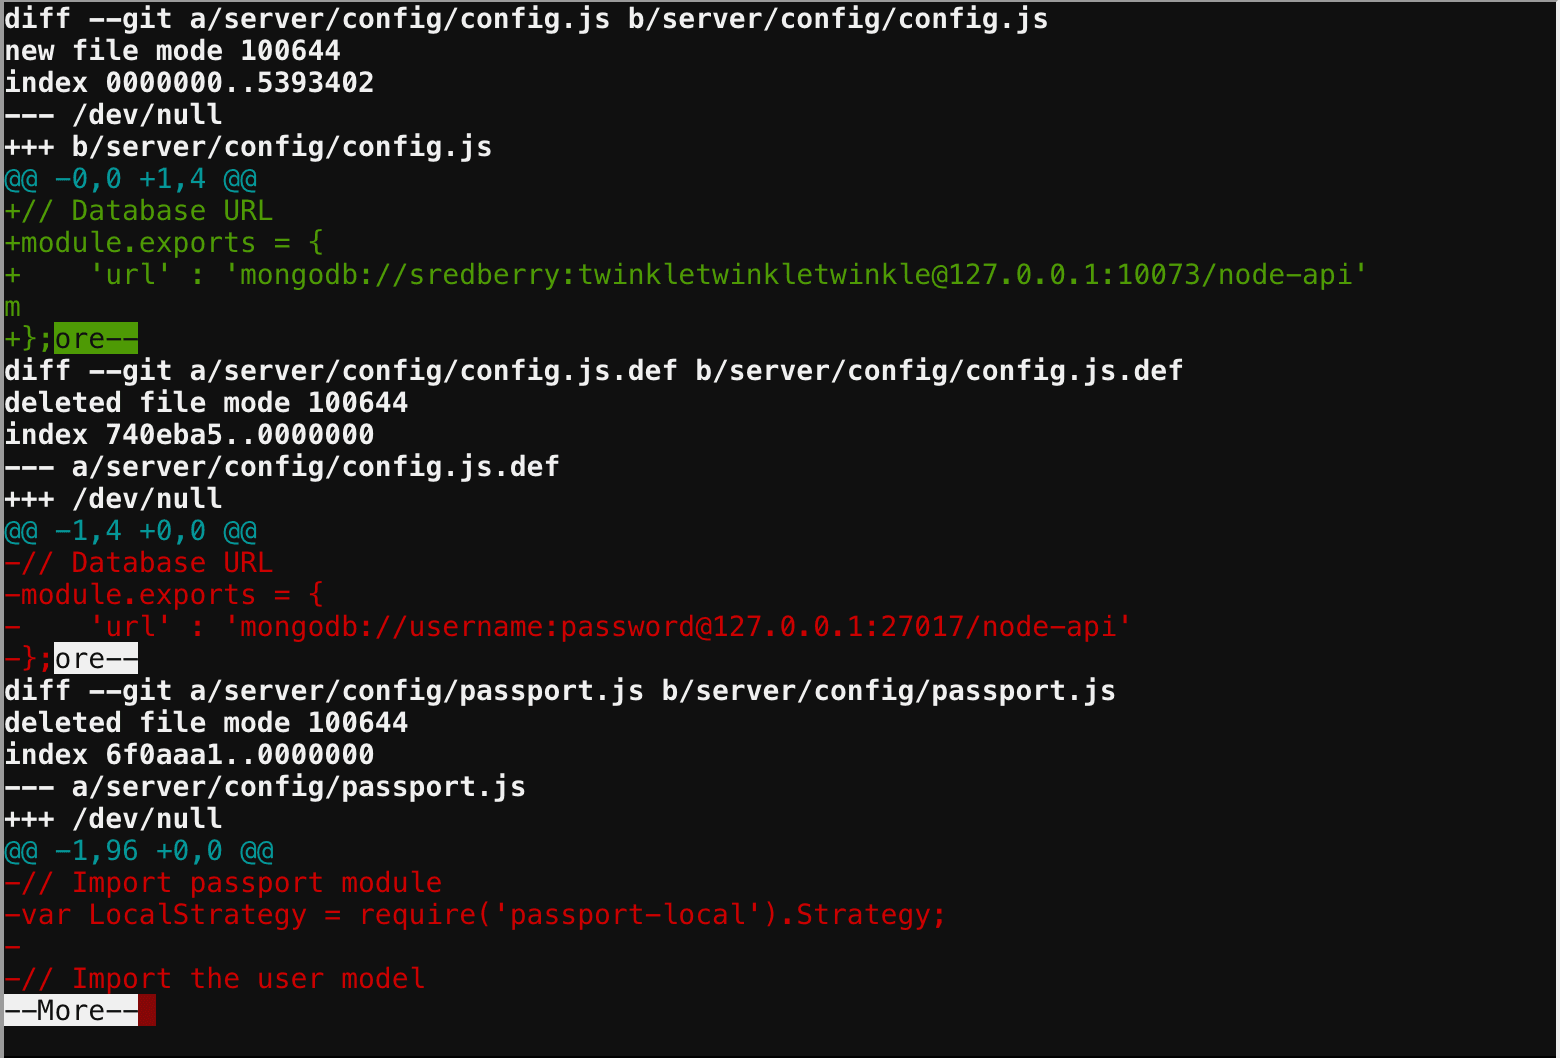 diff --git a/server/config/config.js b/server/config/config.js
new file mode 100644
index 0000000..5393402
--- /dev/null
+++ b/server/config/config.js
@@ -0,0 +1,4 @@
+// Database URL
+module.exports = {
+    'url' : 'mongodb://sredberry:twinkletwinkletwinkle@127.0.0.1:10073/node-api'
m
+};ore--
diff --git a/server/config/config.js.def b/server/config/config.js.def
deleted file mode 100644
index 740eba5..0000000
--- a/server/config/config.js.def
+++ /dev/null
@@ -1,4 +0,0 @@
-// Database URL
-module.exports = {
-    'url' : 'mongodb://username:password@127.0.0.1:27017/node-api'
-};ore--
diff --git a/server/config/passport.js b/server/config/passport.js
deleted file mode 100644
index 6f0aaa1..0000000
--- a/server/config/passport.js
+++ /dev/null
@@ -1,96 +0,0 @@
-// Import passport module
-var LocalStrategy = require('passport-local').Strategy;
-
-// Import the user model
--More--